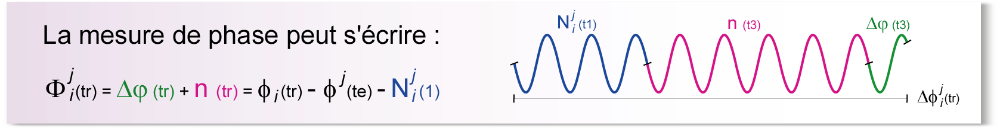 La mesure de phase peut s'écrire :
Φ^j_i(tr) = Δφ (tr) + n (tr) = ϕ_i(tr) - ϕ^j(te) - N^j_i(1)
N^j_i(t1) n (t3) Δφ (t3)
Δϕ^j_i(tr)